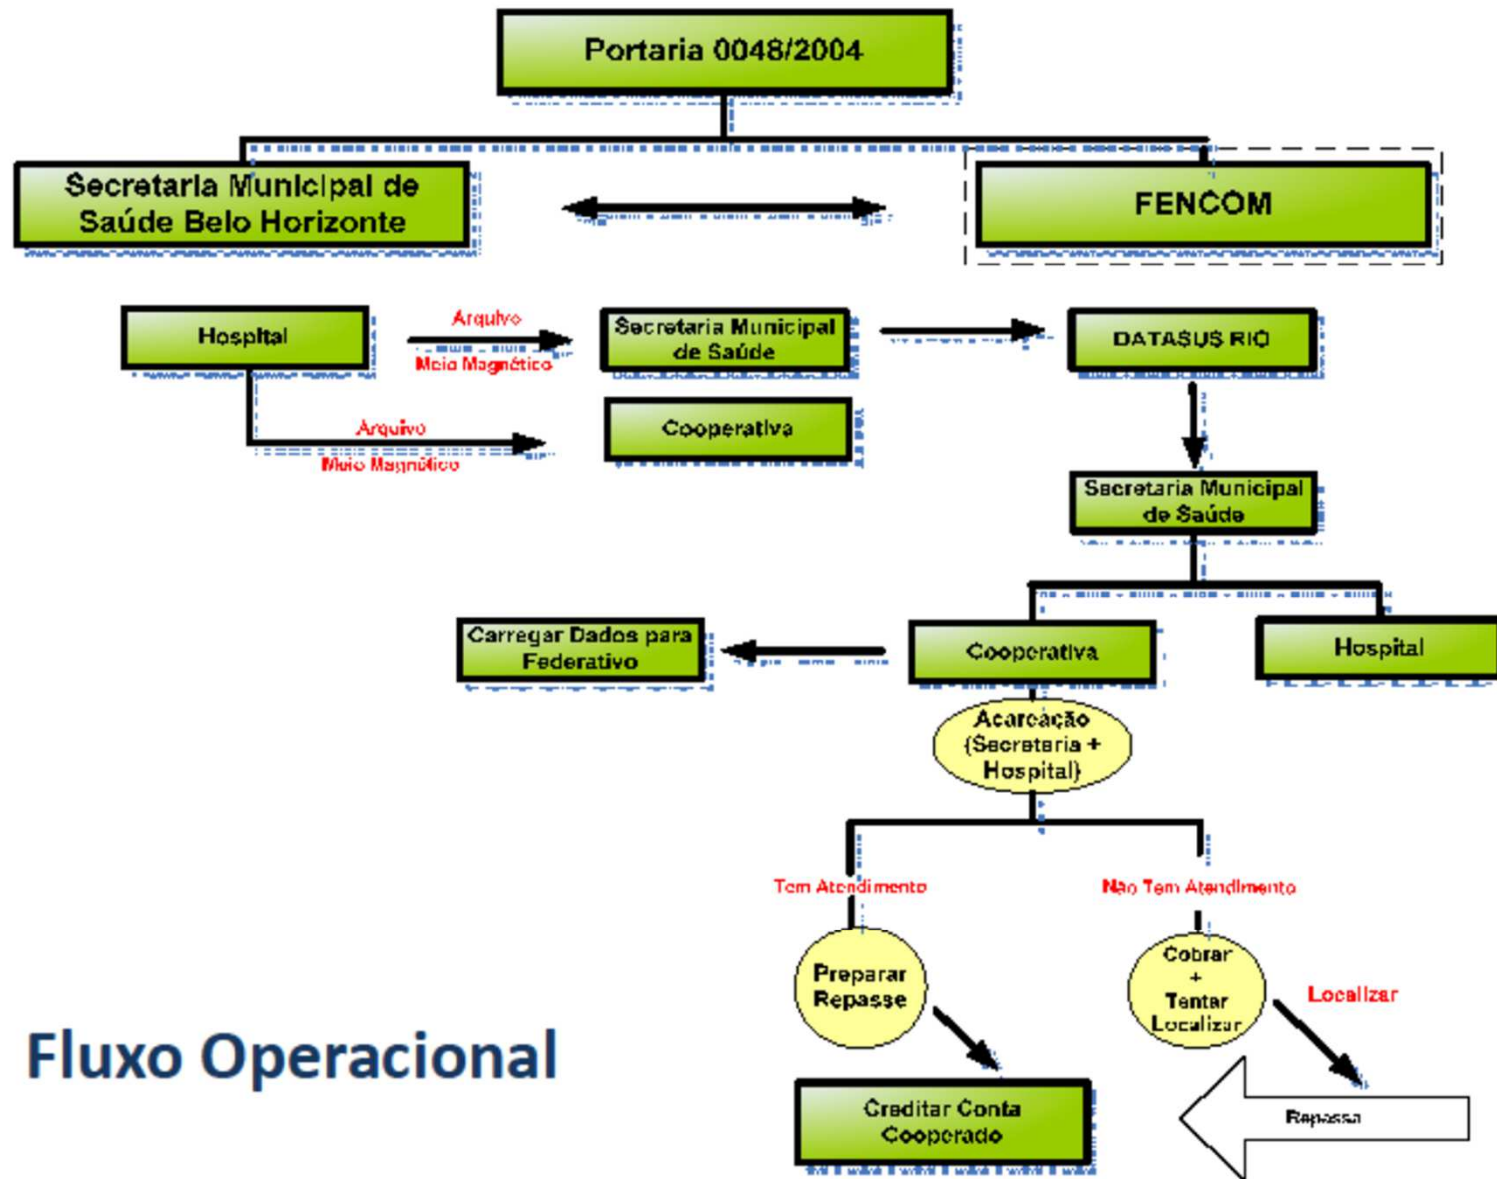 Portaria 0048/2004
Secretaria Municipal de
Saúde Belo Horizonte
FENCOM
Hospital
Arquivo
Meio Magnético
Secretaria Municipal
de Saúde
DATASUS RIO
Arquivo
Meio Magnético
Cooperativa
Secretaria Municipal
de Saúde
Carregar Dados para
Federativo
Cooperativa
Hospital
Acareação
(Secretaria +
Hospital)
Tem Atendimento
Não Tem Atendimento
Preparar
Repasse
Cobrar
+
Tentar
Localizar
Localizar
Fluxo Operacional
Creditar Conta
Cooperado
Repassa